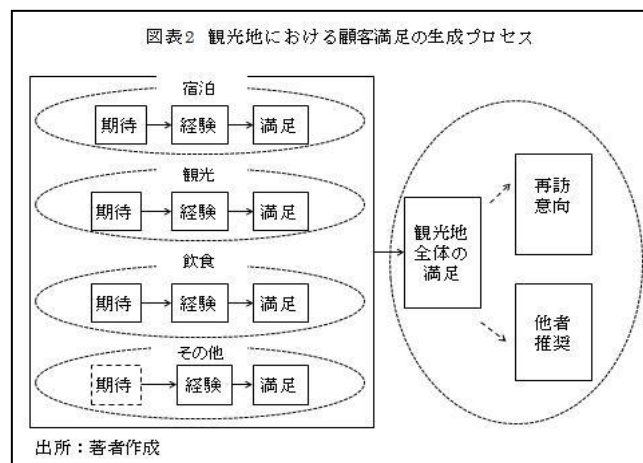 図表2 観光地における顧客満足の生成プロセス
宿泊
期待
経験
満足
観光
期待
経験
満足
飲食
期待
経験
満足
その他
期待
経験
満足
観光地
全体の
満足
再訪
意向
他者
推奨
出所：著者作成